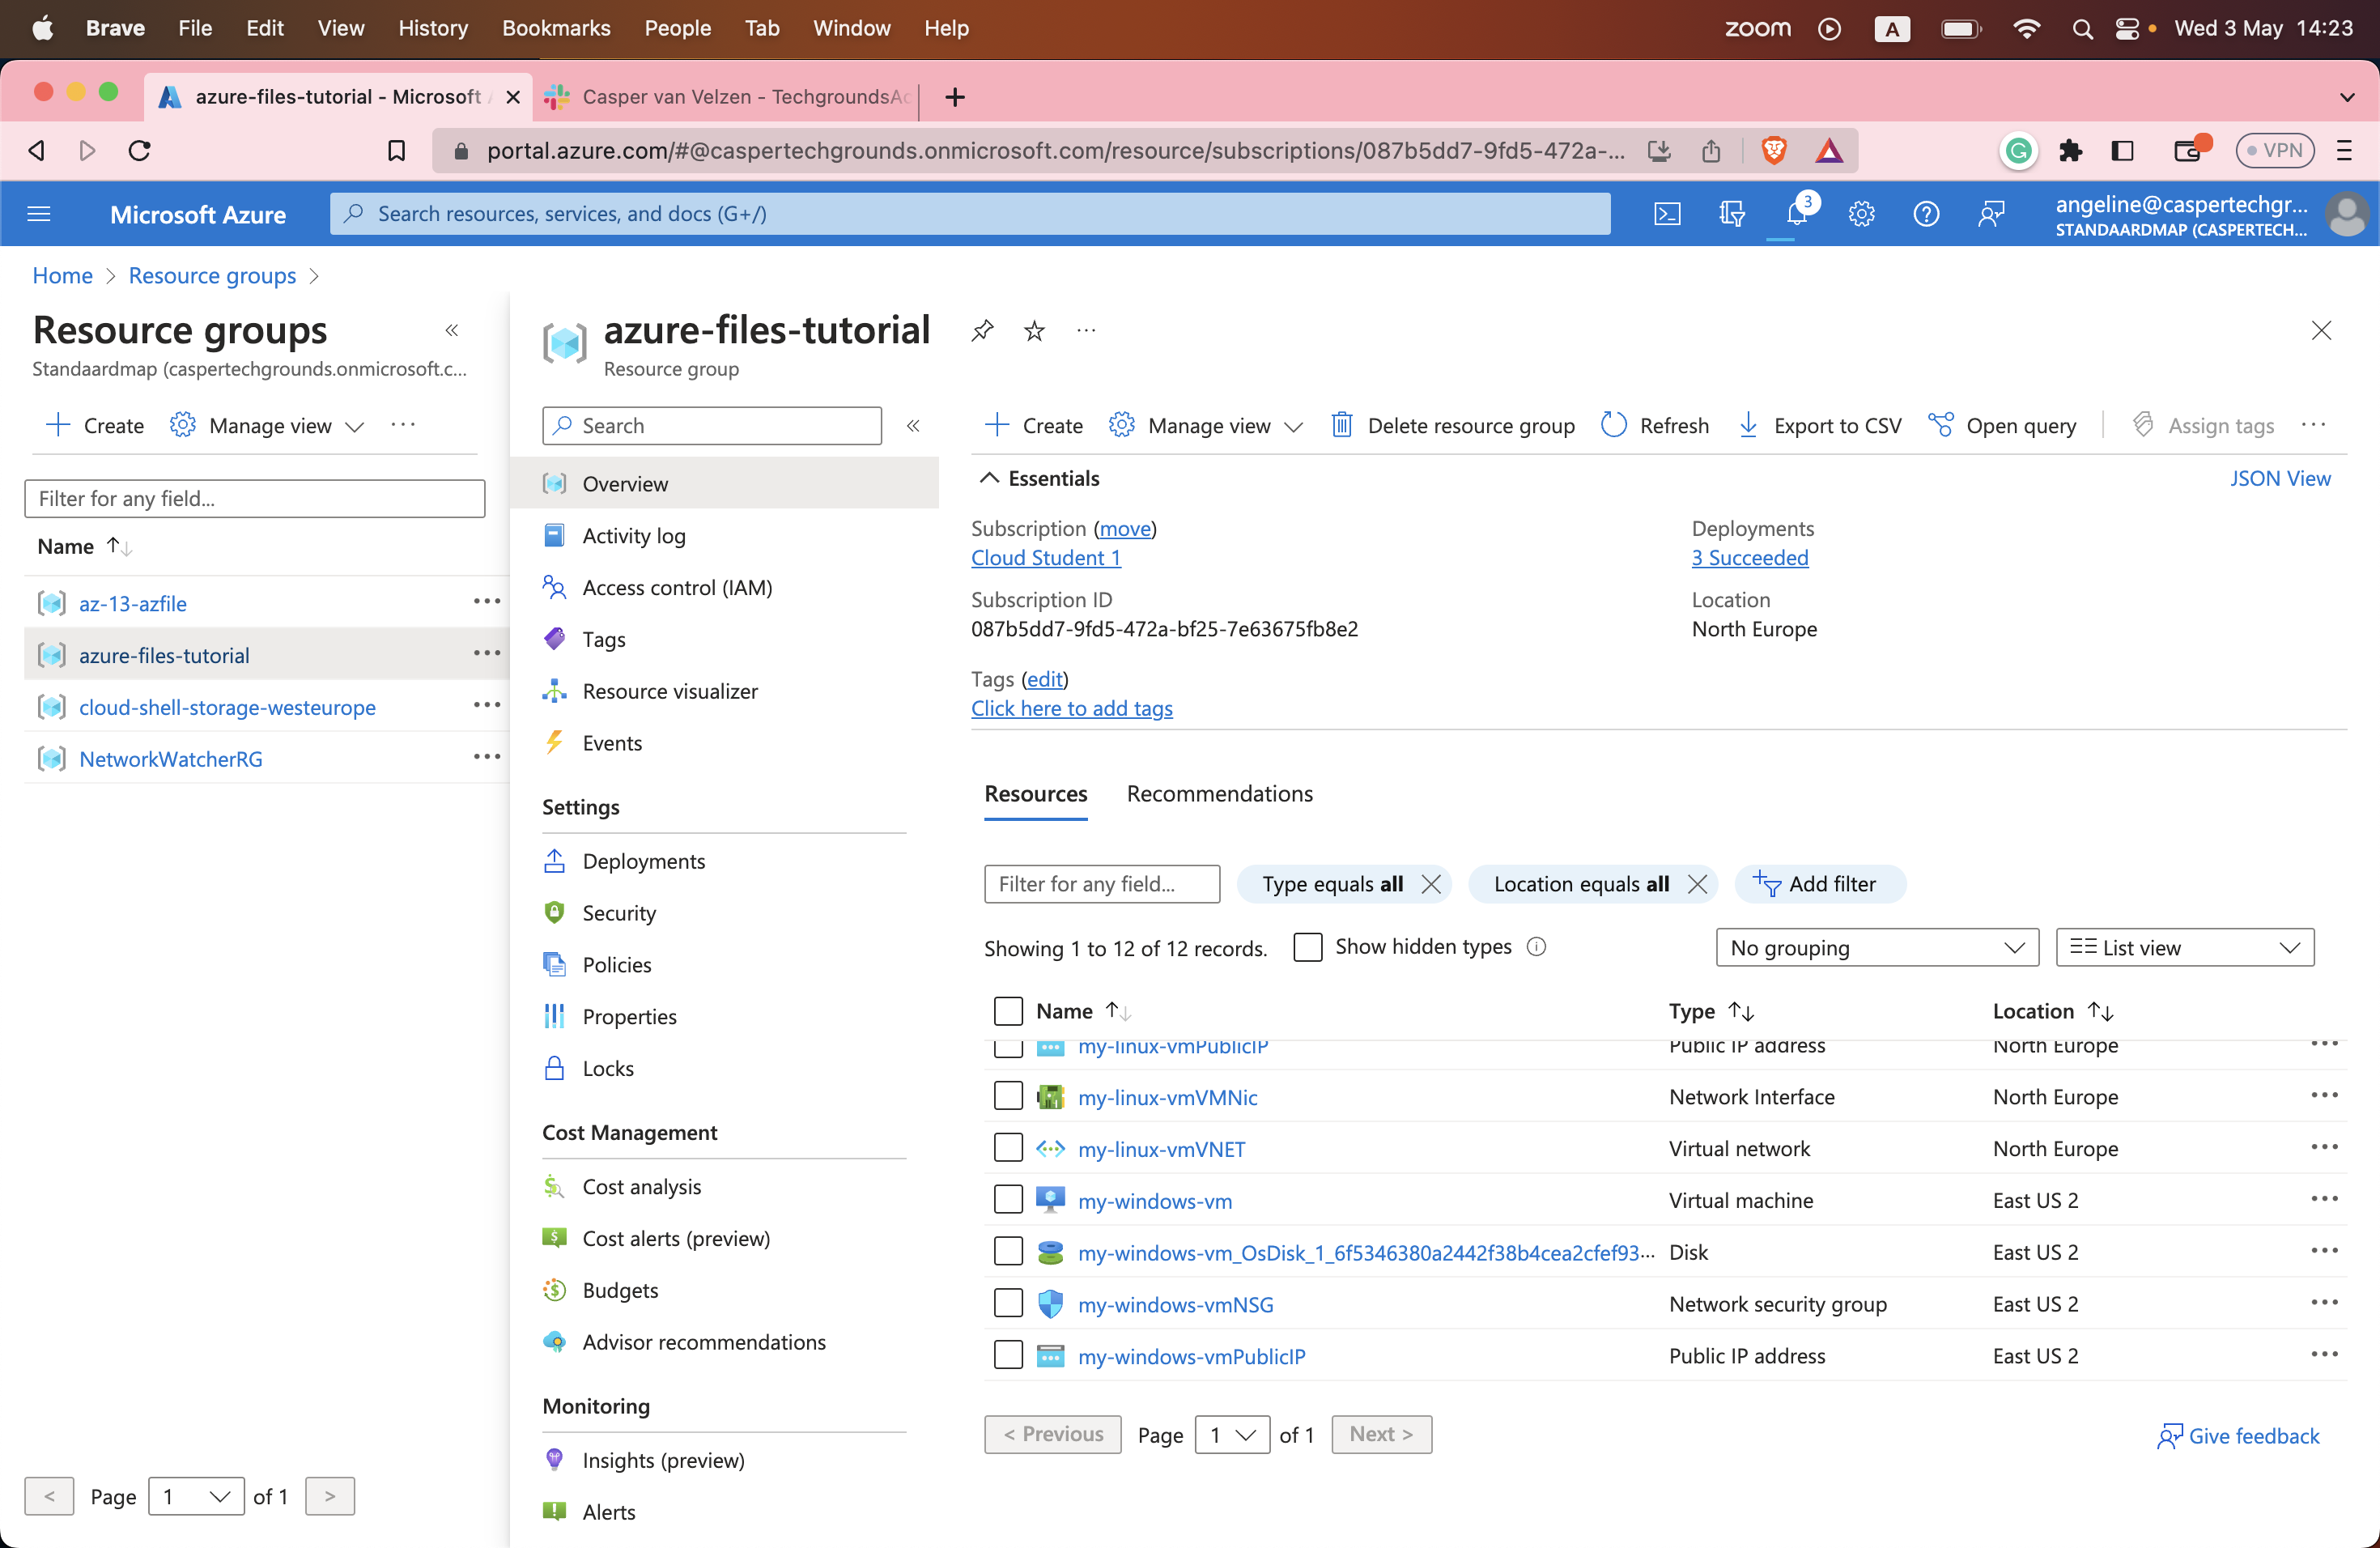 Brave File Edit View History Bookmarks People Tab Window Help zoom A Wed 3 May 14:23
azure-files-tutorial - Microsoft A Casper van Velzen - TechgroundsAc
portal.azure.com/#@caspertechgrounds.onmicrosoft.com/resource/subscriptions/087b5dd7-9fd5-472a-... VPN
Microsoft Azure Search resources, services, and docs (G+/) 3 angeline@caspertechgr...
STANDAARDMAP (CASPERTECH...
Home > Resource groups >
Resource groups «
Standaardmap (caspertechgrounds.onmicrosoft.c...
+ Create Manage view ...
Filter for any field...
Name ↑↓
az-13-azfile ...
azure-files-tutorial ...
cloud-shell-storage-westeurope ...
NetworkWatcherRG ...
< Page 1 of 1 >
azure-files-tutorial ...
Resource group
Search «
Overview
Activity log
Access control (IAM)
Tags
Resource visualizer
Events
Settings
Deployments
Security
Policies
Properties
Locks
Cost Management
Cost analysis
Cost alerts (preview)
Budgets
Advisor recommendations
Monitoring
Insights (preview)
Alerts
+ Create Manage view Delete resource group Refresh Export to CSV Open query Assign tags ...
Essentials JSON View
Subscription (move)
Cloud Student 1
Subscription ID
087b5dd7-9fd5-472a-bf25-7e63675fb8e2
Tags (edit)
Click here to add tags
Deployments
3 Succeeded
Location
North Europe
Resources Recommendations
Filter for any field... Type equals all Location equals all Add filter
Showing 1 to 12 of 12 records. Show hidden types No grouping List view
Name ↑↓ Type ↑↓ Location ↑↓
my-linux-vmPublicIP Public IP address North Europe ...
my-linux-vmVMNic Network Interface North Europe ...
my-linux-vmVNET Virtual network North Europe ...
my-windows-vm Virtual machine East US 2 ...
my-windows-vm_OsDisk_1_6f5346380a2442f38b4cea2cfef93... Disk East US 2 ...
my-windows-vmNSG Network security group East US 2 ...
my-windows-vmPublicIP Public IP address East US 2 ...
< Previous Page 1 of 1 Next > Give feedback